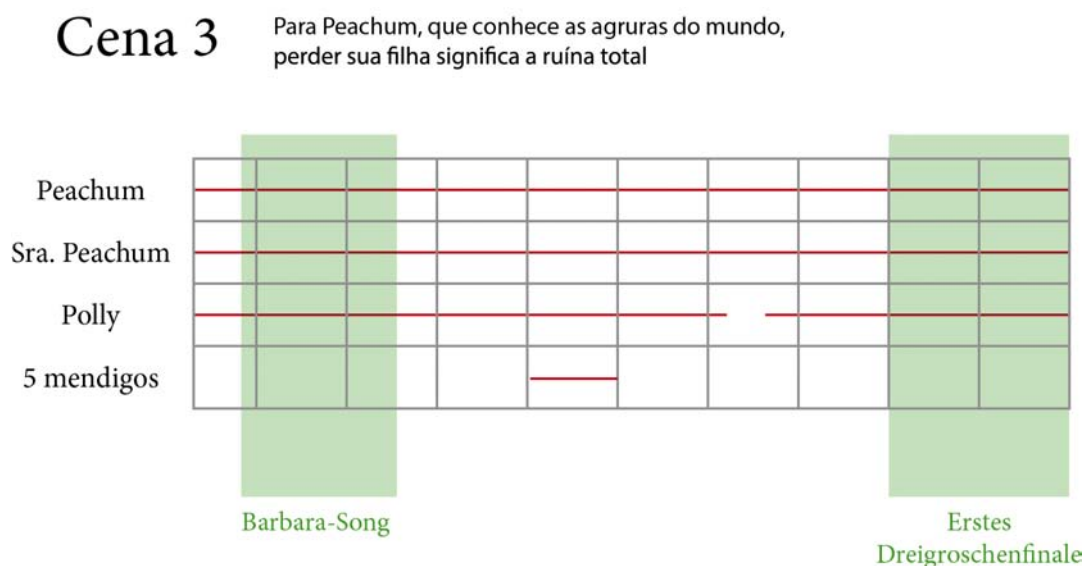 Cena 3
Para Peachum, que conhece as agruras do mundo,
perder sua filha significa a ruína total
Peachum
Sra. Peachum
Polly
5 mendigos
Barbara-Song
Erstes
Dreigroschenfinale